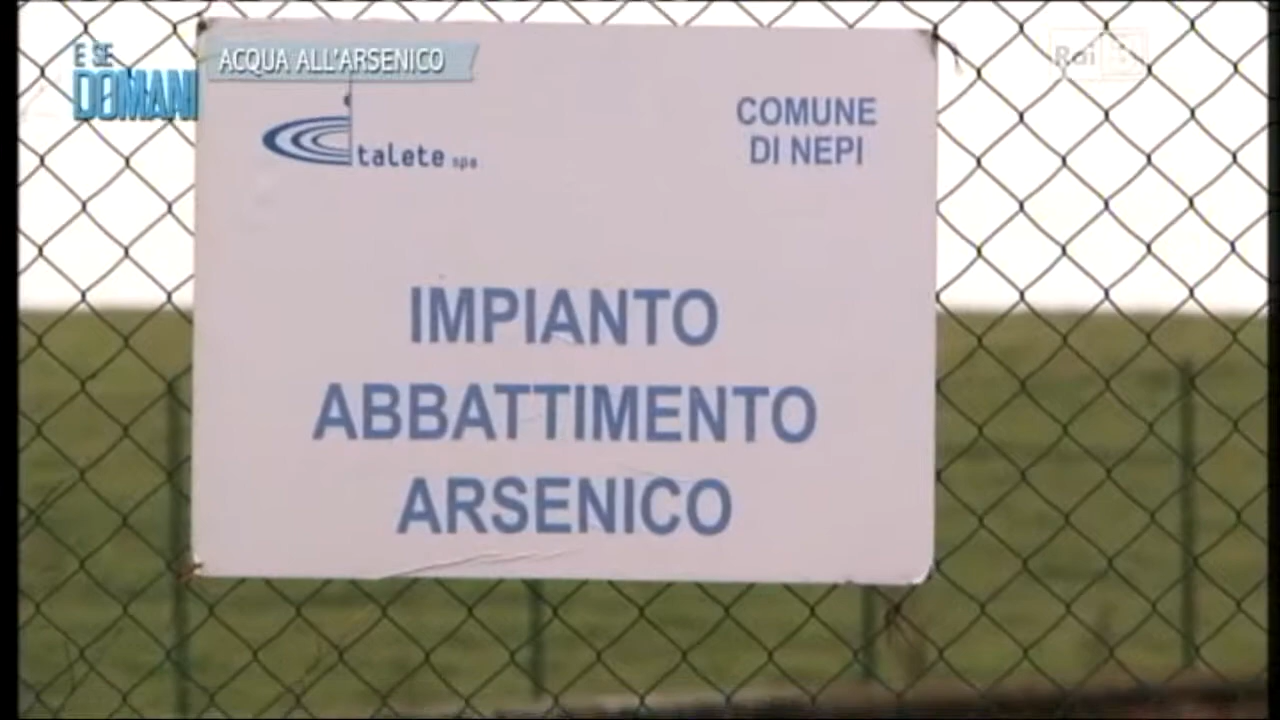 E SE
DOMANI
ACQUA ALL'ARSENICO
Rai
talete spa
COMUNE
DI NEPI
IMPIANTO
ABBATTIMENTO
ARSENICO